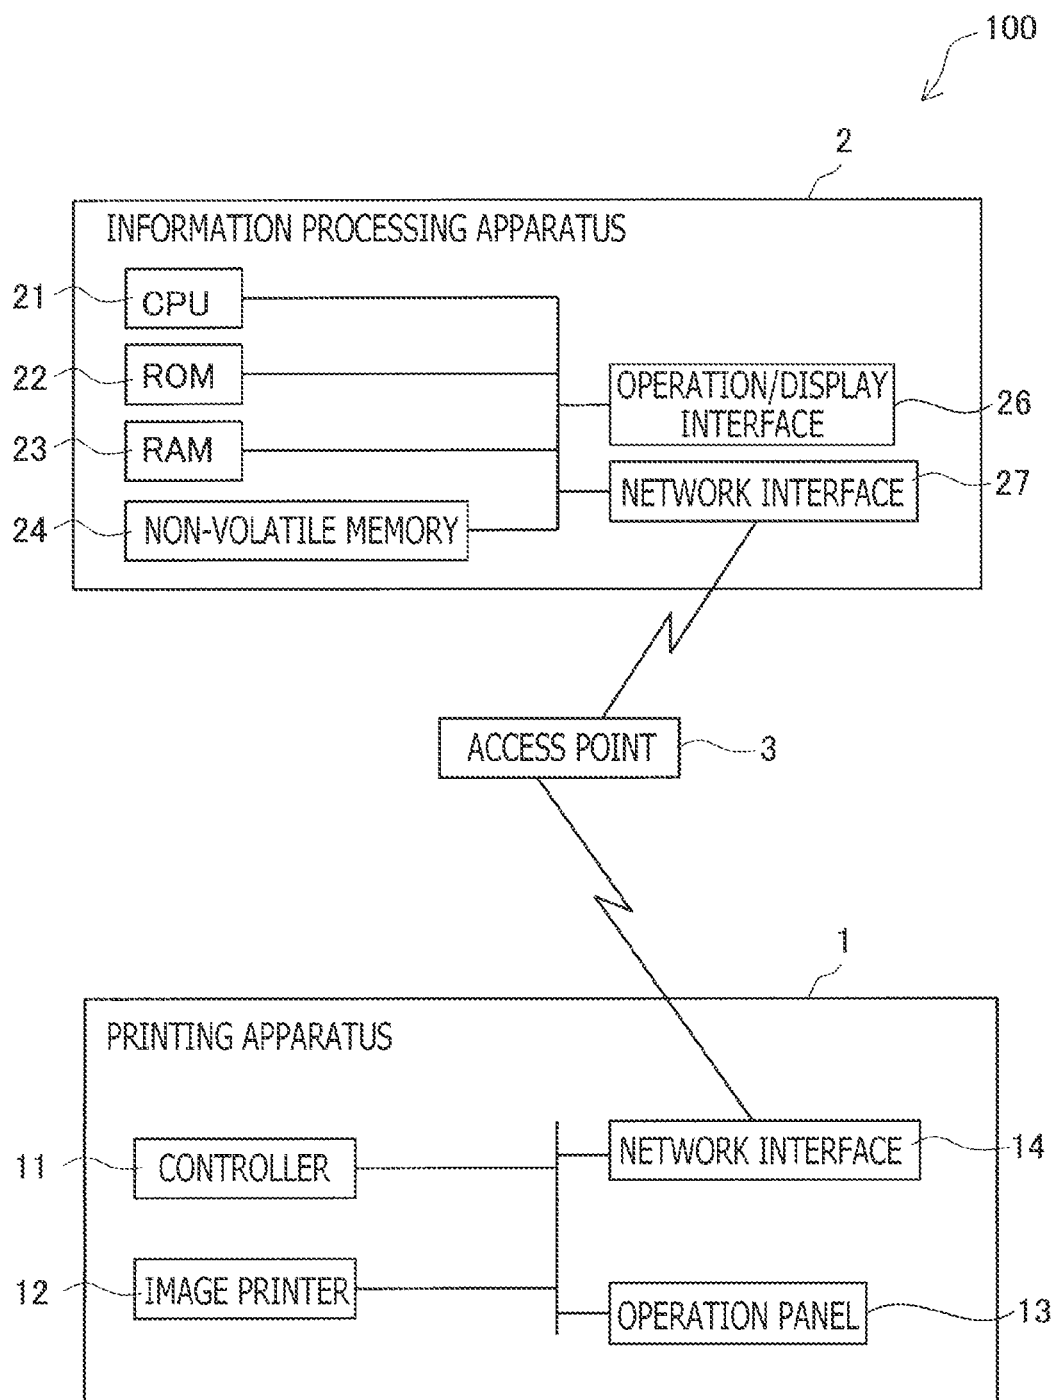 100
2
INFORMATION PROCESSING APPARATUS
21
CPU
22
ROM
23
RAM
24
NON-VOLATILE MEMORY
OPERATION/DISPLAY
INTERFACE
26
NETWORK INTERFACE
27
ACCESS POINT
3
1
PRINTING APPARATUS
11
CONTROLLER
NETWORK INTERFACE
14
12
IMAGE PRINTER
OPERATION PANEL
13